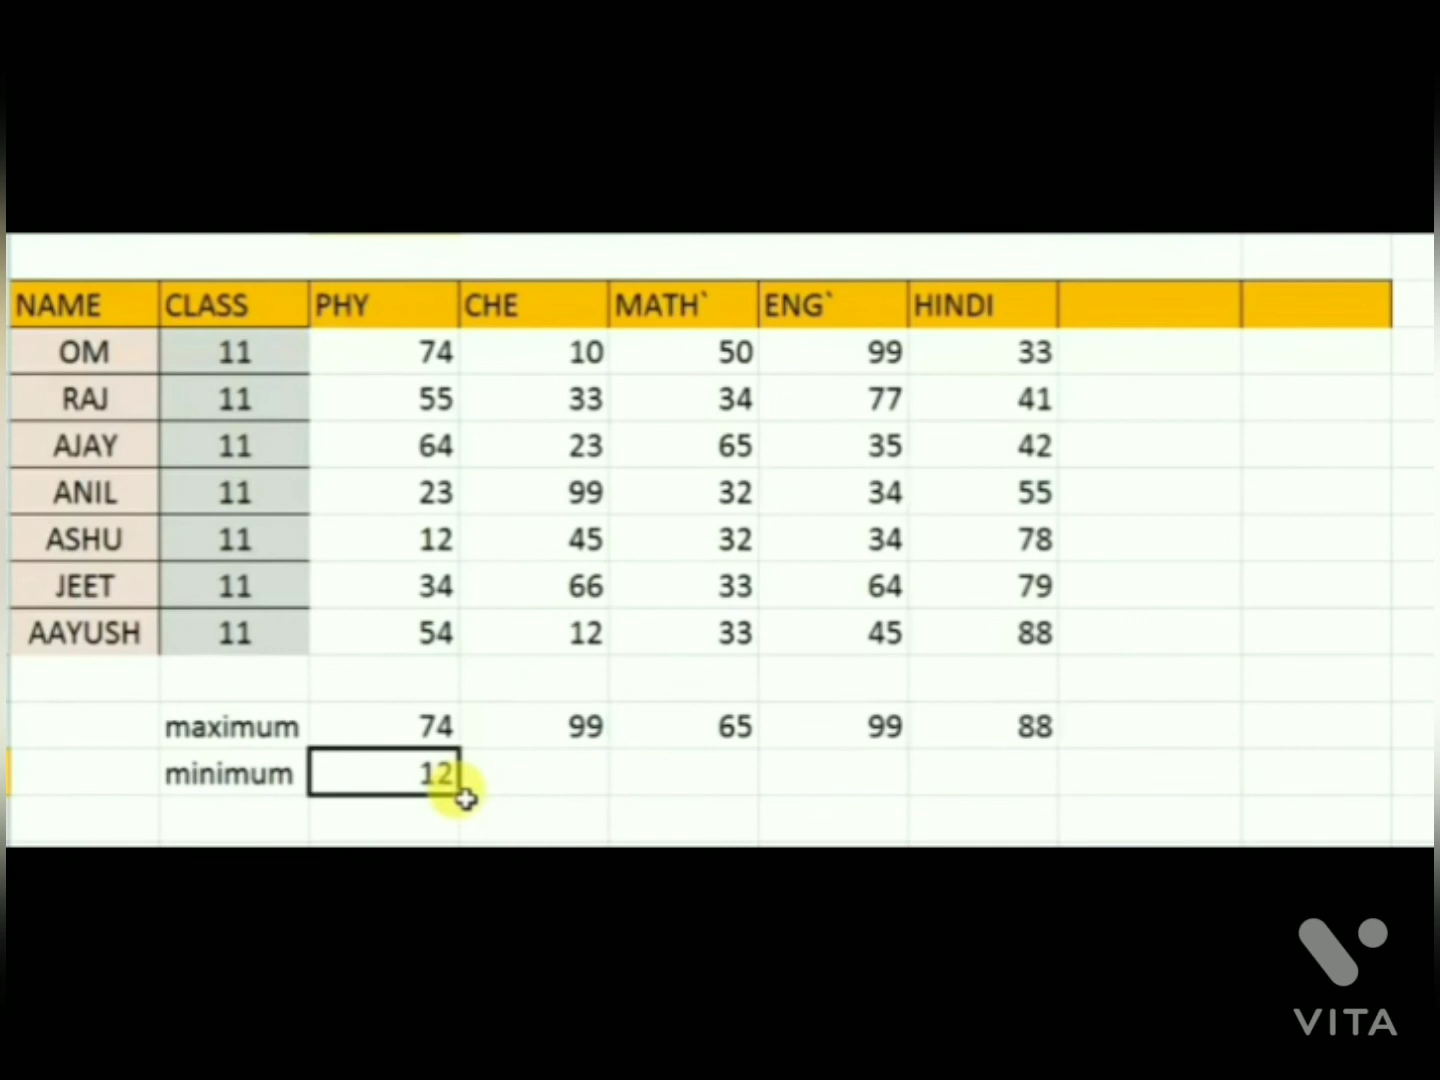 NAME CLASS PHY CHE MATH` ENG` HINDI
OM 11 74 10 50 99 33
RAJ 11 55 33 34 77 41
AJAY 11 64 23 65 35 42
ANIL 11 23 99 32 34 55
ASHU 11 12 45 32 34 78
JEET 11 34 66 33 64 79
AAYUSH 11 54 12 33 45 88
maximum 74 99 65 99 88
minimum 12
VITA